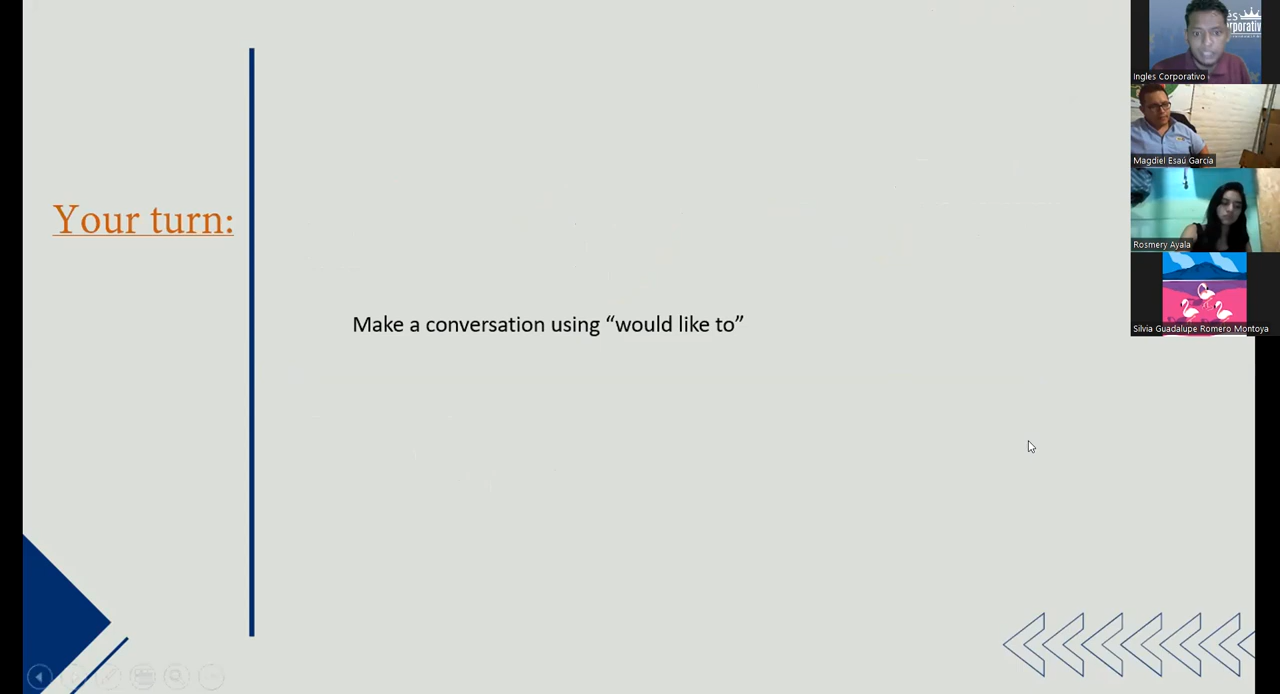 Your turn:
Make a conversation using “would like to”
Ingles Corporativo
Magdiel Esaú García
Rosmery Ayala
Silvia Guadalupe Romero Montoya